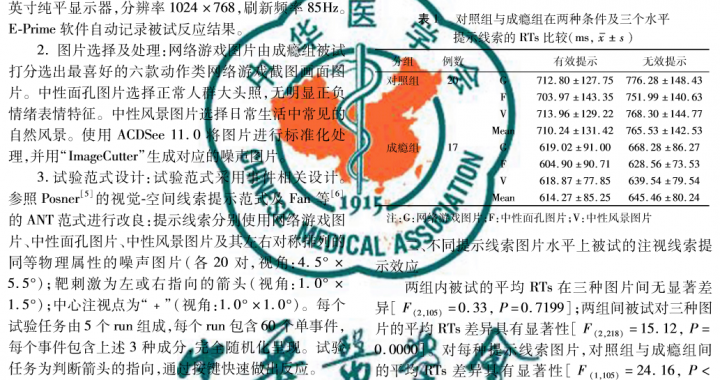 英寸纯平显示器,分辨率 1024×768,刷新频率 85Hz。
E-Prime 软件自动记录被试反应结果。
2. 图片选择及处理:网络游戏图片由成瘾组被试
打分选出最喜好的六款动作类网络游戏截图画面图
片。中性面孔图片选择正常人群大头照,无明显正负
情绪表情特征。中性风景图片选择日常生活中常见的
自然风景。使用 ACDSee 11.0 将图片进行标准化处
理,并用“ImageCutter”生成对应的噪声图片
3. 试验范式设计:试验范式采用事件相关设计,
参照 Posner[5]的视觉-空间线索提示范式及 Fan 等[6]
的 ANT 范式进行改良:提示线索分别使用网络游戏图
片、中性面孔图片、中性风景图片及其左右对称排列的
同等物理属性的噪声图片(各 20 对,视角:4.5°×
5.5°);靶刺激为左或右指向的箭头(视角:1.0°×
1.5°);中心注视点为“+”(视角:1.0°×1.0°)。每个
试验任务由 5 个 run 组成,每个 run 包含 60 个单事件,
每个事件包含上述 3 种成分,完全随机化呈现。试验
任务为判断箭头的指向,通过按键快速做出反应。
表 1 对照组与成瘾组在两种条件及三个水平
提示线索的 RTs 比较(ms, x̄±s)
分组 例数 有效提示 无效提示
对照组 20 G 712.80±127.75 776.28±148.43
F 703.97±143.35 751.99±140.63
V 713.96±129.22 768.30±144.77
Mean 710.24±131.42 765.53±142.53
成瘾组 17 G 619.02±91.00 668.28±86.27
F 604.90±90.71 628.56±73.53
V 618.87±77.85 639.54±79.54
Mean 614.27±85.25 645.46±80.24
注:G:网络游戏图片;F:中性面孔图片;V:中性风景图片
、不同提示线索图片水平上被试的注视线索提
示效应
两组内被试的平均 RTs 在三种图片间无显著差
异[F(2,105)=0.33, P=0.7199];两组间被试对三种图
片的平均 RTs 差异具有显著性[F(2,218)=15.12, P=
0.0000]。对每种提示线索图片,对照组与成瘾组间
的平均 RTs 差异具有显著性[F(1,105)=24.16, P<
中华医学会
CHINESE MEDICAL ASSOCIATION
1915